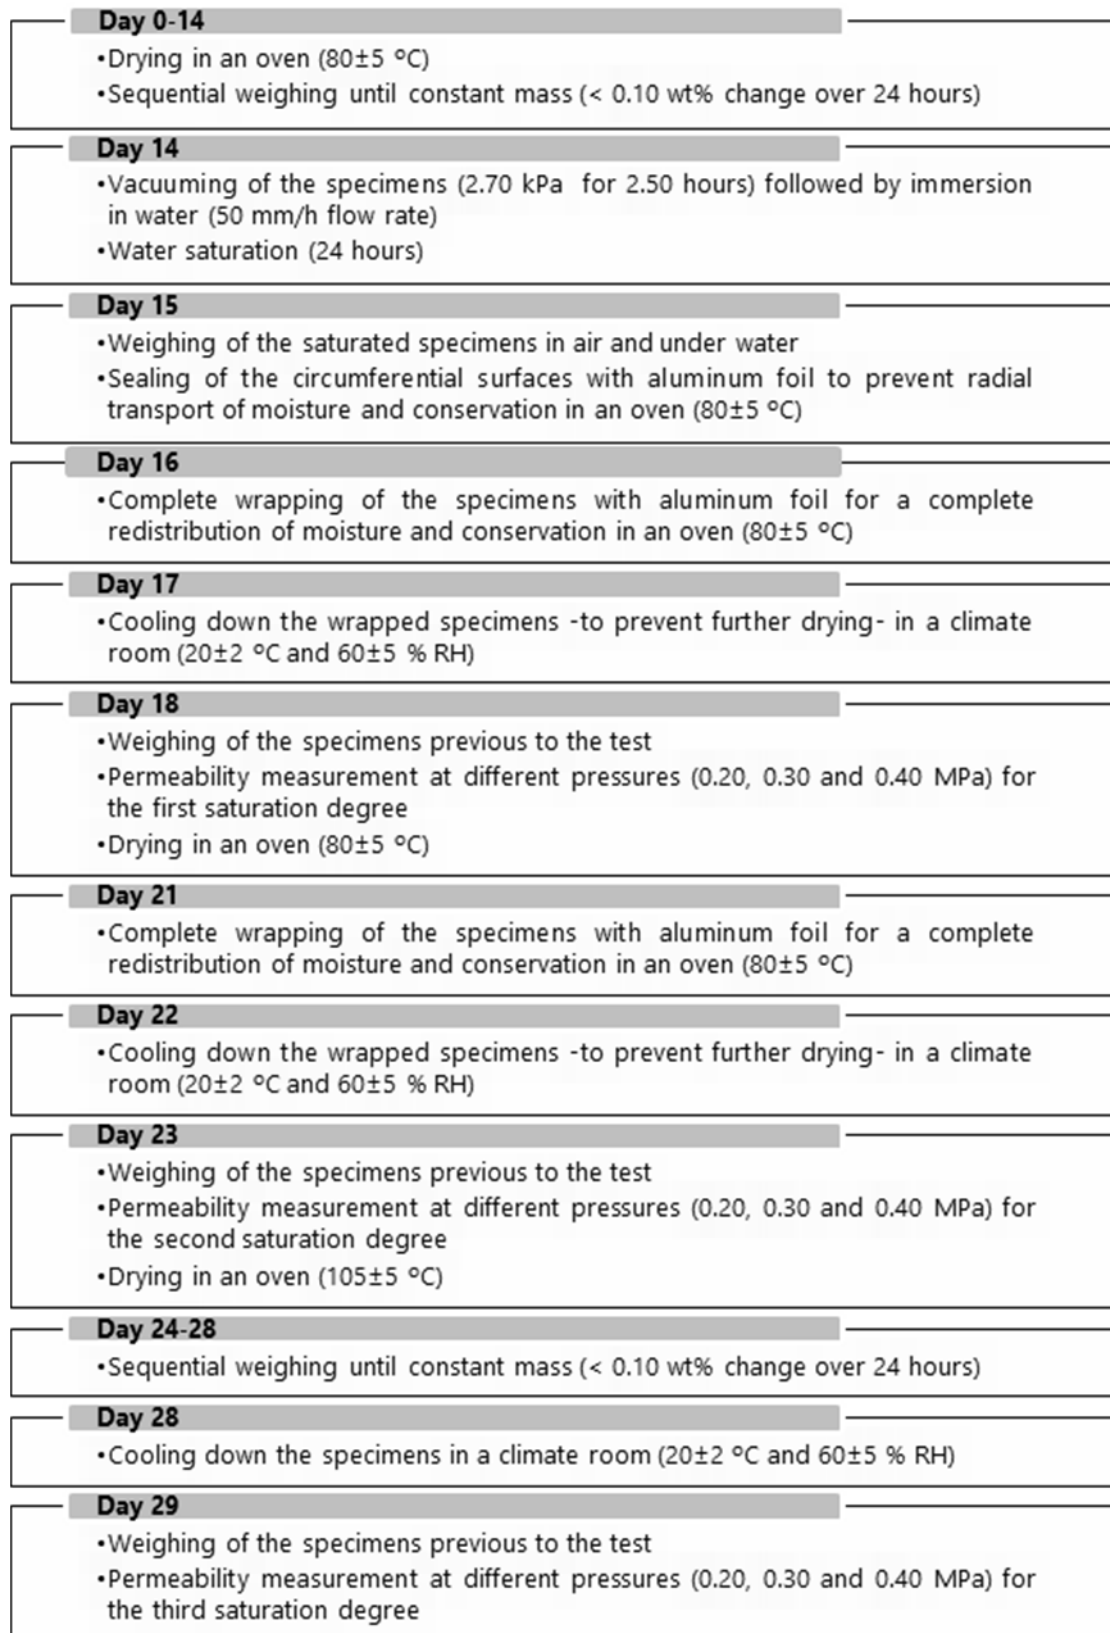 Day 0-14
•Drying in an oven (80±5 ºC)
•Sequential weighing until constant mass (< 0.10 wt% change over 24 hours)
Day 14
•Vacuuming of the specimens (2.70 kPa for 2.50 hours) followed by immersion
in water (50 mm/h flow rate)
•Water saturation (24 hours)
Day 15
•Weighing of the saturated specimens in air and under water
•Sealing of the circumferential surfaces with aluminum foil to prevent radial
transport of moisture and conservation in an oven (80±5 ºC)
Day 16
•Complete wrapping of the specimens with aluminum foil for a complete
redistribution of moisture and conservation in an oven (80±5 ºC)
Day 17
•Cooling down the wrapped specimens -to prevent further drying- in a climate
room (20±2 ºC and 60±5 % RH)
Day 18
•Weighing of the specimens previous to the test
•Permeability measurement at different pressures (0.20, 0.30 and 0.40 MPa) for
the first saturation degree
•Drying in an oven (80±5 ºC)
Day 21
•Complete wrapping of the specimens with aluminum foil for a complete
redistribution of moisture and conservation in an oven (80±5 ºC)
Day 22
•Cooling down the wrapped specimens -to prevent further drying- in a climate
room (20±2 ºC and 60±5 % RH)
Day 23
•Weighing of the specimens previous to the test
•Permeability measurement at different pressures (0.20, 0.30 and 0.40 MPa) for
the second saturation degree
•Drying in an oven (105±5 ºC)
Day 24-28
•Sequential weighing until constant mass (< 0.10 wt% change over 24 hours)
Day 28
•Cooling down the specimens in a climate room (20±2 ºC and 60±5 % RH)
Day 29
•Weighing of the specimens previous to the test
•Permeability measurement at different pressures (0.20, 0.30 and 0.40 MPa) for
the third saturation degree